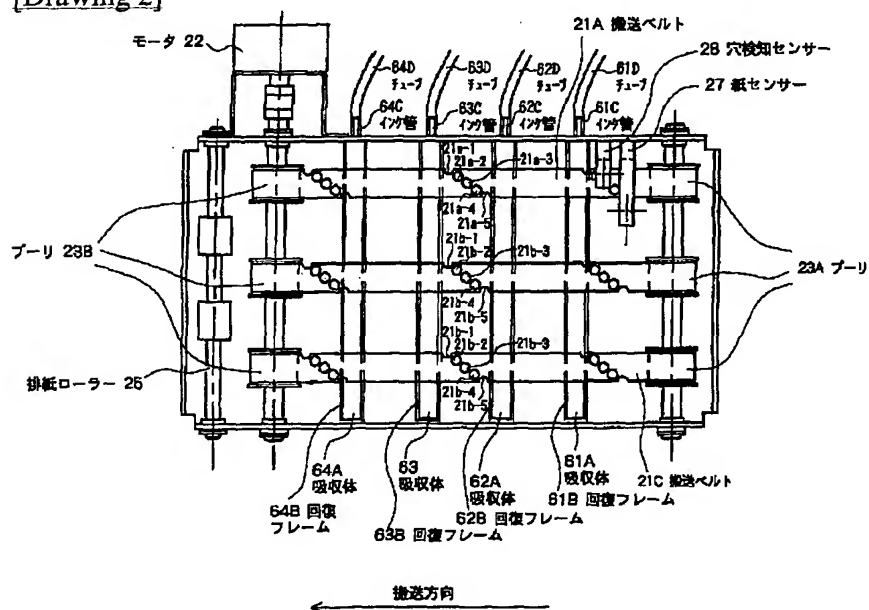 [Drawing 2]
モータ 22
64D
チューブ
63D
チューブ
62D
チューブ
61D
チューブ
21A 搬送ベルト
28 穴検知センサー
27 紙センサー
64C
インク管
63C
インク管
62C
インク管
61C
インク管
21a-1
21a-2
21a-3
21a-4
21a-5
21b-1
21b-2
21b-3
21b-4
21b-5
21b-1
21b-2
21b-3
21b-4
21b-5
プーリ 23B
23A プーリ
排紙ローラー 26
64A
吸収体
63
吸収体
62A
吸収体
61A
吸収体
21C 搬送ベルト
64B 回復
フレーム
63B 回復フレーム
62B 回復フレーム
61B 回復フレーム
搬送方向